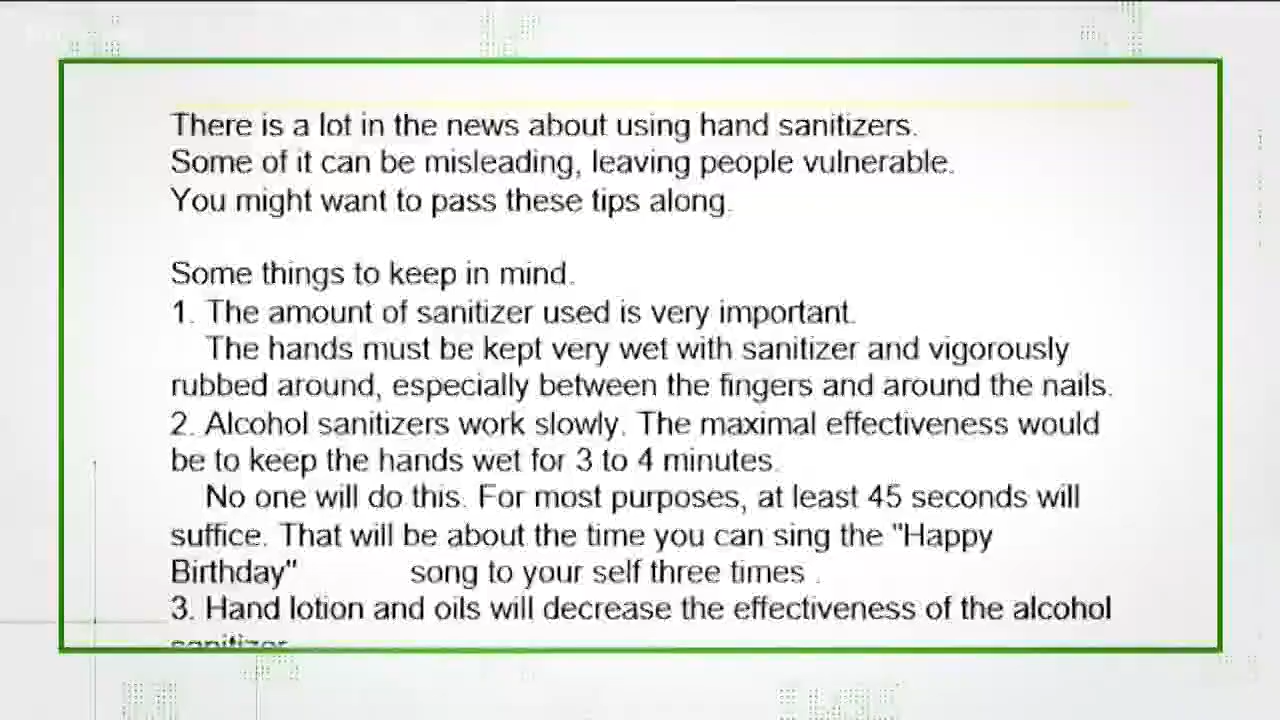 There is a lot in the news about using hand sanitizers.
Some of it can be misleading, leaving people vulnerable.
You might want to pass these tips along.
Some things to keep in mind.
1. The amount of sanitizer used is very important.
The hands must be kept very wet with sanitizer and vigorously
rubbed around, especially between the fingers and around the nails.
2. Alcohol sanitizers work slowly. The maximal effectiveness would
be to keep the hands wet for 3 to 4 minutes.
No one will do this. For most purposes, at least 45 seconds will
suffice. That will be about the time you can sing the "Happy
Birthday" song to your self three times .
3. Hand lotion and oils will decrease the effectiveness of the alcohol
sanitizer